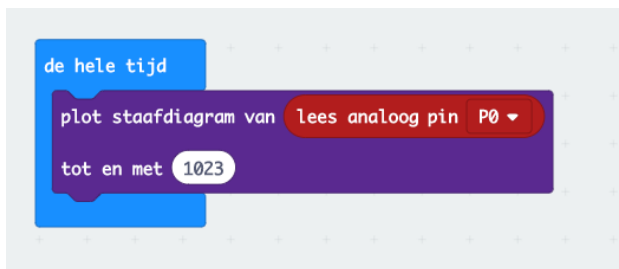 de hele tijd
plot staafdiagram van lees analoog pin P0
tot en met 1023